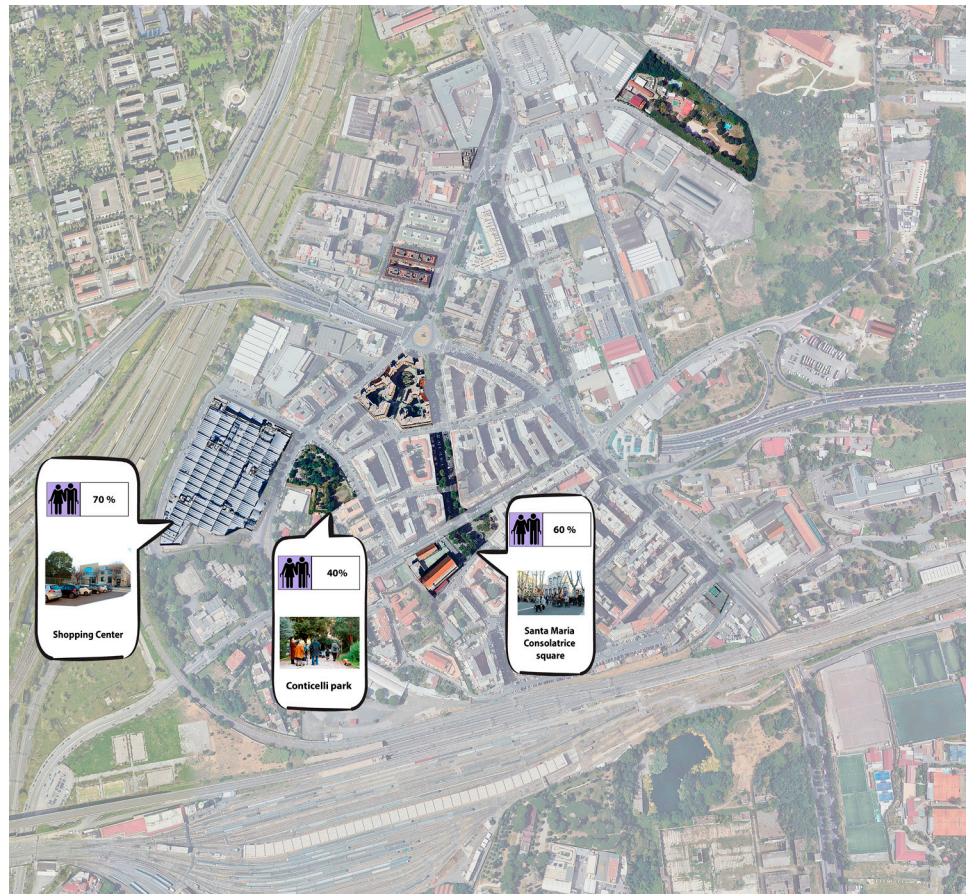 70 %
Shopping Center
40%
Conticelli park
60 %
Santa Maria
Consolatrice
square